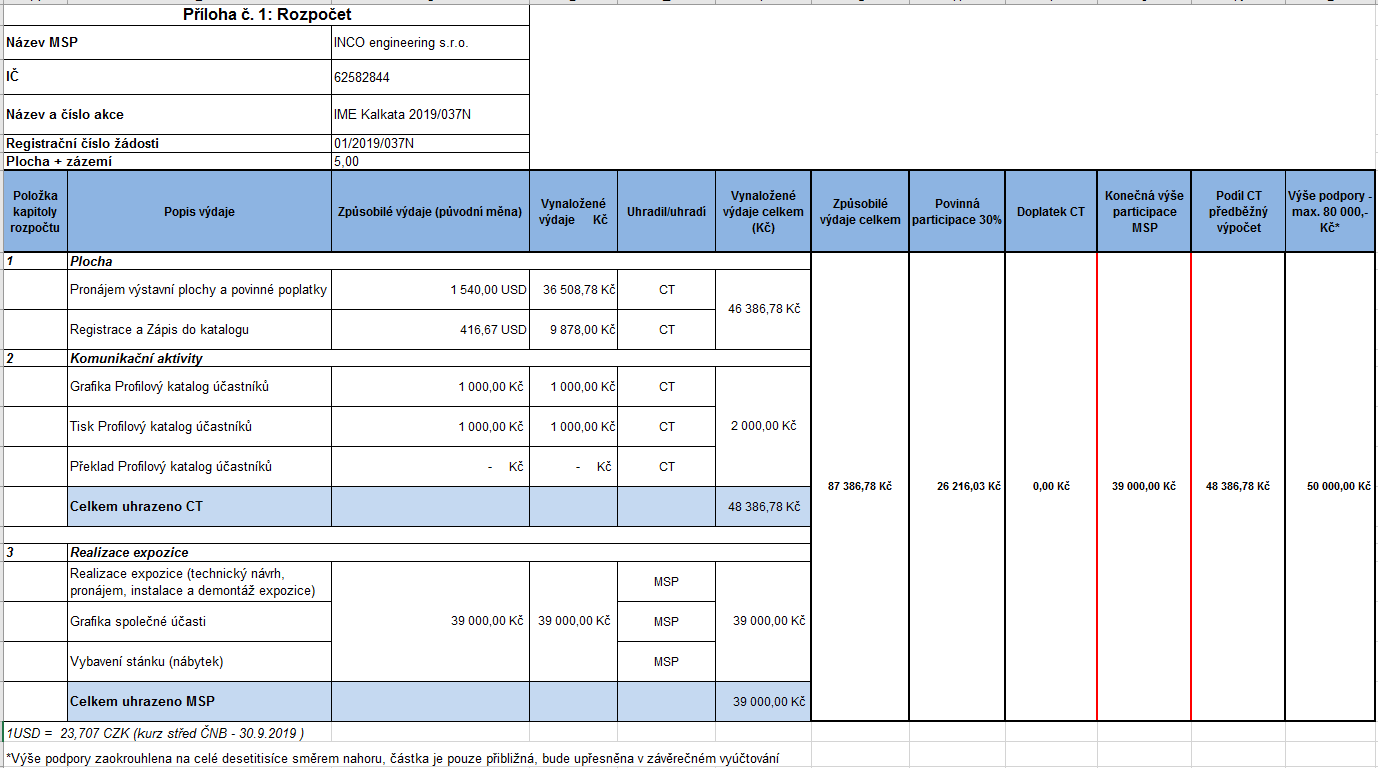 Příloha č. 1: Rozpočet
Název MSP INCO engineering s.r.o.
IČ 62582844
Název a číslo akce IME Kalkata 2019/037N
Registrační číslo žádosti 01/2019/037N
Plocha + zázemí 5,00
Položka kapitoly rozpočtu Popis výdaje Způsobilé výdaje (původní měna) Vynaložené výdaje Kč Uhradil/uhradí Vynaložené výdaje celkem (Kč) Způsobilé výdaje celkem Povinná participace 30% Doplatek CT Konečná výše participace MSP Podíl CT předběžný výpočet Výše podpory - max. 80 000,- Kč*
1 Plocha
Pronájem výstavní plochy a povinné poplatky 1 540,00 USD 36 508,78 Kč CT
46 386,78 Kč
Registrace a Zápis do katalogu 416,67 USD 9 878,00 Kč CT
2 Komunikační aktivity
Grafika Profilový katalog účastníků 1 000,00 Kč 1 000,00 Kč CT
Tisk Profilový katalog účastníků 1 000,00 Kč 1 000,00 Kč CT 2 000,00 Kč
Překlad Profilový katalog účastníků - Kč - Kč CT
87 386,78 Kč 26 216,03 Kč 0,00 Kč 39 000,00 Kč 48 386,78 Kč 50 000,00 Kč
Celkem uhrazeno CT 48 386,78 Kč
3 Realizace expozice
Realizace expozice (technický návrh,
pronájem, instalace a demontáž expozice) MSP
Grafika společné účasti 39 000,00 Kč 39 000,00 Kč MSP 39 000,00 Kč
Vybavení stánku (nábytek) MSP
Celkem uhrazeno MSP 39 000,00 Kč
1USD = 23,707 CZK (kurz střed ČNB - 30.9.2019 )
*Výše podpory zaokrouhlena na celé desetitisíce směrem nahoru, částka je pouze přibližná, bude upřesněna v závěrečném vyúčtování